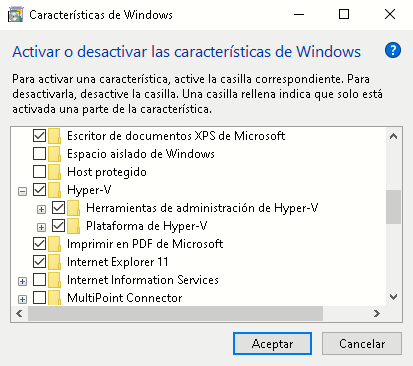 Características de Windows
Activar o desactivar las características de Windows
Para activar una característica, active la casilla correspondiente. Para
desactivarla, desactive la casilla. Una casilla rellena indica que solo está
activada una parte de la característica.
Escritor de documentos XPS de Microsoft
Espacio aislado de Windows
Host protegido
Hyper-V
Herramientas de administración de Hyper-V
Plataforma de Hyper-V
Imprimir en PDF de Microsoft
Internet Explorer 11
Internet Information Services
MultiPoint Connector
Aceptar
Cancelar